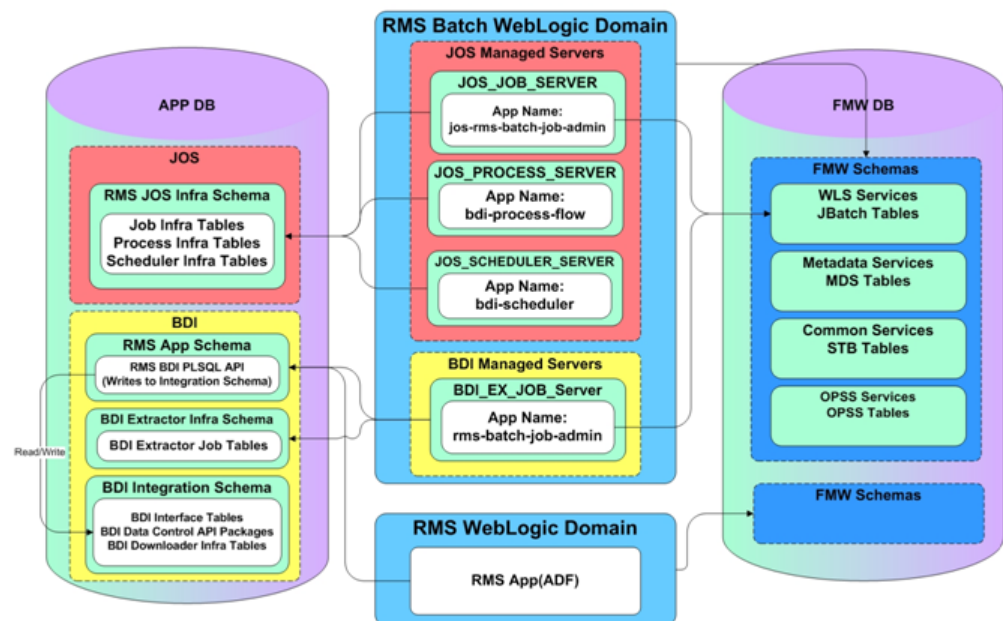 APP DB
JOS
RMS JOS Infra Schema
Job Infra Tables
Process Infra Tables
Scheduler Infra Tables
BDI
RMS App Schema
RMS BDI PLSQL API
(Writes to Integration Schema)
BDI Extractor Infra Schema
BDI Extractor Job Tables
Read/Write
BDI Integration Schema
BDI Interface Tables
BDI Data Control API Packages
BDI Downloader Infra Tables
RMS Batch WebLogic Domain
JOS Managed Servers
JOS_JOB_SERVER
App Name:
jos-rms-batch-job-admin
JOS_PROCESS_SERVER
App Name:
bdi-process-flow
JOS_SCHEDULER_SERVER
App Name:
bdi-scheduler
BDI Managed Servers
BDI_EX_JOB_Server
App Name:
rms-batch-job-admin
RMS WebLogic Domain
RMS App(ADF)
FMW DB
FMW Schemas
WLS Services
JBatch Tables
Metadata Services
MDS Tables
Common Services
STB Tables
OPSS Services
OPSS Tables
FMW Schemas